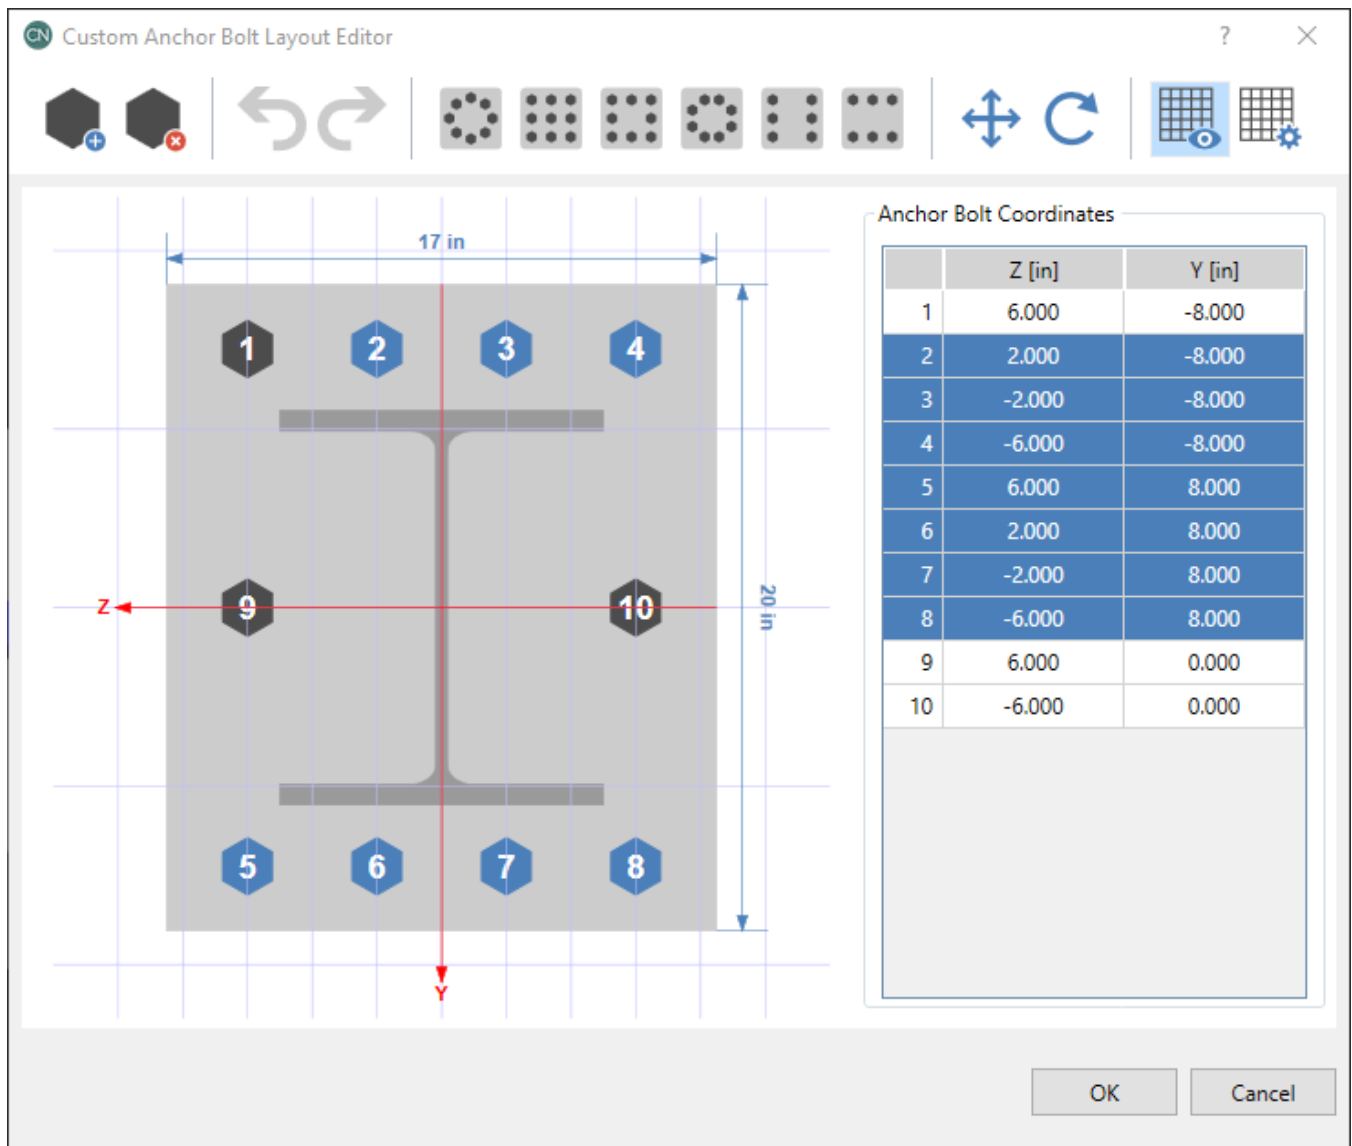 CN Custom Anchor Bolt Layout Editor ?
17 in
1 2 3 4
9 10
Z
20 in
5 6 7 8
Y
Anchor Bolt Coordinates
Z [in] Y [in]
1 6.000 -8.000
2 2.000 -8.000
3 -2.000 -8.000
4 -6.000 -8.000
5 6.000 8.000
6 2.000 8.000
7 -2.000 8.000
8 -6.000 8.000
9 6.000 0.000
10 -6.000 0.000
OK Cancel